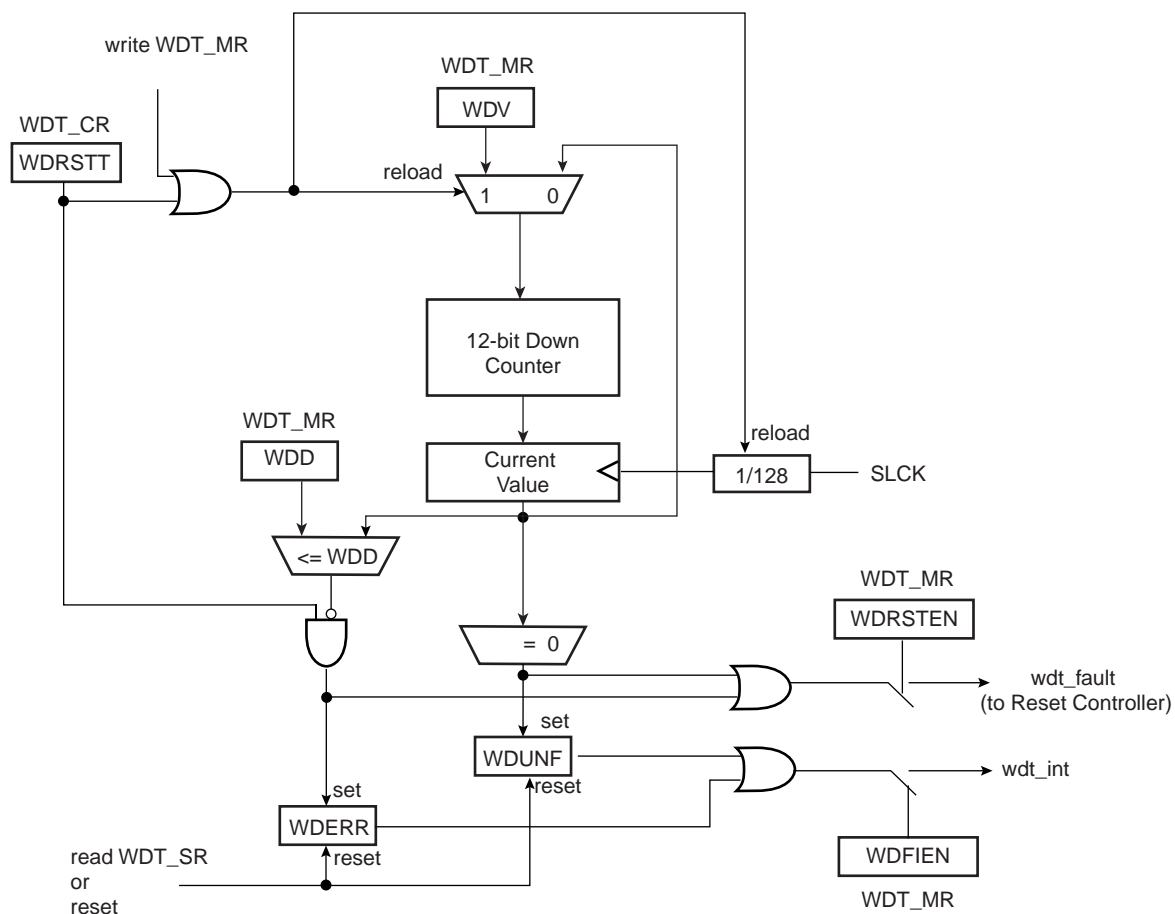 write WDT_MR
WDT_MR
WDV
WDT_CR
WDRSTT
reload
1 0
12-bit Down
Counter
WDT_MR
WDD
Current
Value
reload
1/128
SLCK
<= WDD
WDT_MR
WDRSTEN
= 0
wdt_fault
(to Reset Controller)
set
WDUNF
reset
wdt_int
set
WDERR
reset
WDFIEN
WDT_MR
read WDT_SR
or
reset